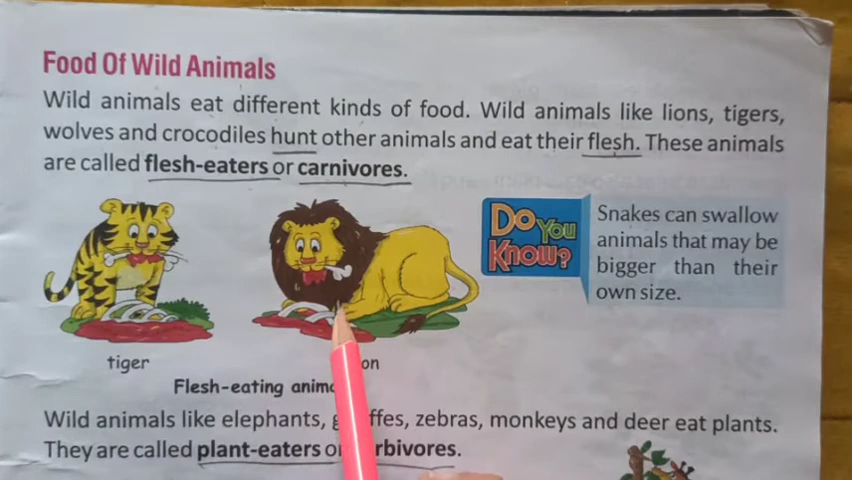 Food Of Wild Animals
Wild animals eat different kinds of food. Wild animals like lions, tigers,
wolves and crocodiles hunt other animals and eat their flesh. These animals
are called flesh-eaters or carnivores.
Do You
Know?
Snakes can swallow
animals that may be
bigger than their
own size.
tiger
Flesh-eating
Wild animals like elephants, zebras, monkeys and deer eat plants.
They are called plant-eaters